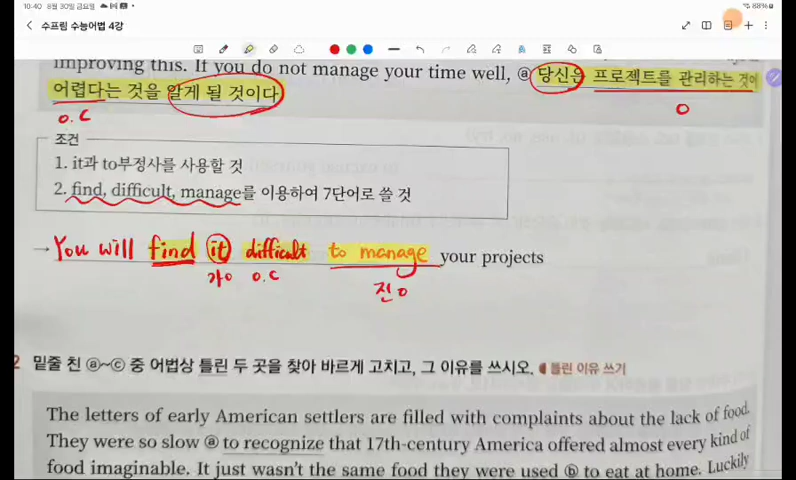 10:40 8월 30일 금요일
88%
수프림 수능어법 4강
improving this. If you do not manage your time well, ⓐ 당신은 프로젝트를 관리하는 것이
어렵다는 것을 알게 될 것이다
o.c
o
조건
1. it과 to부정사를 사용할 것
2. find, difficult, manage를 이용하여 7단어로 쓸 것
→ You will find it difficult to manage your projects
가o o.c
진o
2 밑줄 친 ⓐ~ⓒ 중 어법상 틀린 두 곳을 찾아 바르게 고치고, 그 이유를 쓰시오. 틀린 이유 쓰기
The letters of early American settlers are filled with complaints about the lack of food.
They were so slow ⓐ to recognize that 17th-century America offered almost every kind of
food imaginable. It just wasn't the same food they were used ⓑ to eat at home. Luckily